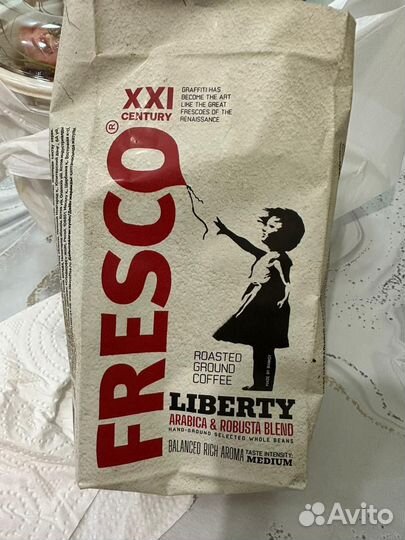 XXI
CENTURY
GRAFFITI HAS
BECOME THE ART
LIKE THE GREAT
FRESCOES OF THE
RENAISSANCE
FRESCO®
ROASTED
GROUND
COFFEE
LIBERTY
ARABICA & ROBUSTA BLEND
HAND-GROUND SELECTED WHOLE BEANS
BALANCED RICH AROMA
TASTE INTENSITY:
MEDIUM
Avito